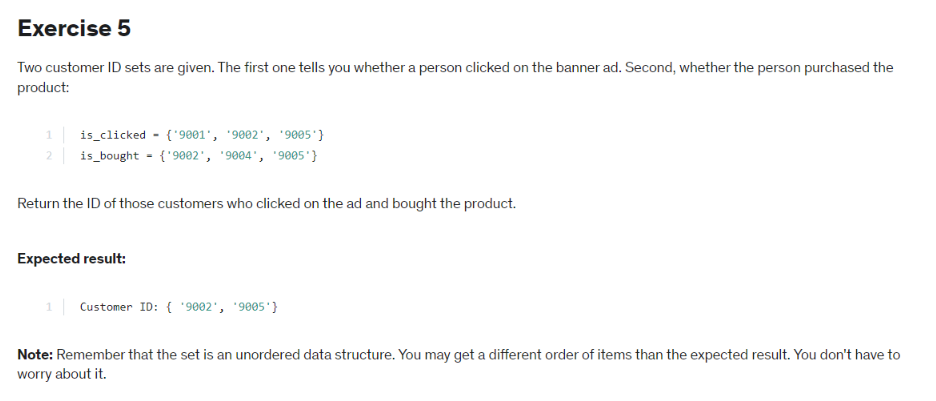 Exercise 5
Two customer ID sets are given. The first one tells you whether a person clicked on the banner ad. Second, whether the person purchased the
product:
1 is_clicked = {'9001', '9002', '9005'}
2 is_bought = {'9002', '9004', '9005'}
Return the ID of those customers who clicked on the ad and bought the product.
Expected result:
1 Customer ID: { '9002', '9005'}
Note: Remember that the set is an unordered data structure. You may get a different order of items than the expected result. You don't have to
worry about it.